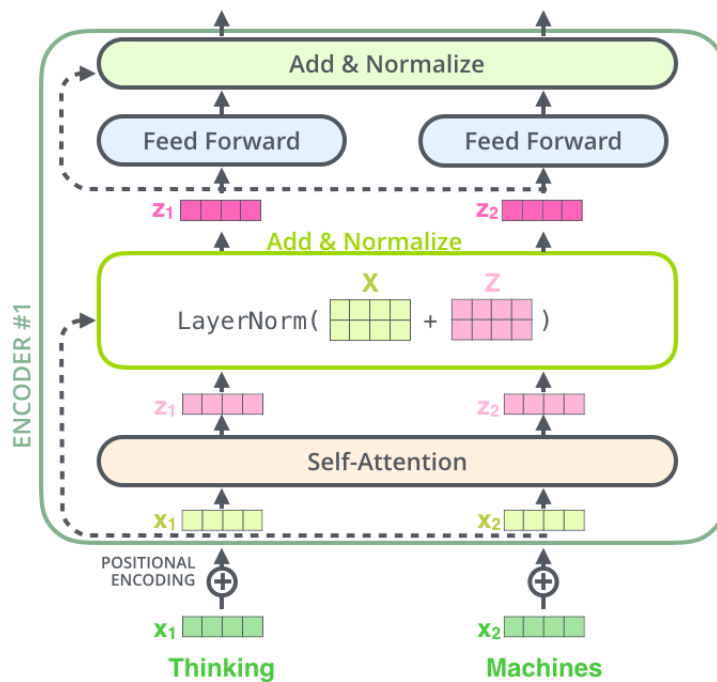 Add & Normalize
Feed Forward
Feed Forward
z₁
z₂
Add & Normalize
X
Z
LayerNorm( + )
ENCODER #1
z₁
z₂
Self-Attention
x₁
x₂
POSITIONAL
ENCODING
x₁
x₂
Thinking
Machines